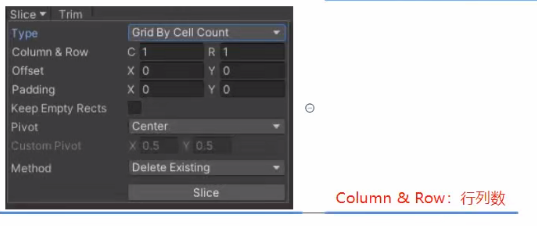 Slice Trim
Type Grid By Cell Count
Column & Row C 1 R 1
Offset X 0 Y 0
Padding X 0 Y 0
Keep Empty Rects
Pivot Center
Custom Pivot X 0.5 Y 0.5
Method Delete Existing
Slice
Column & Row：行列数